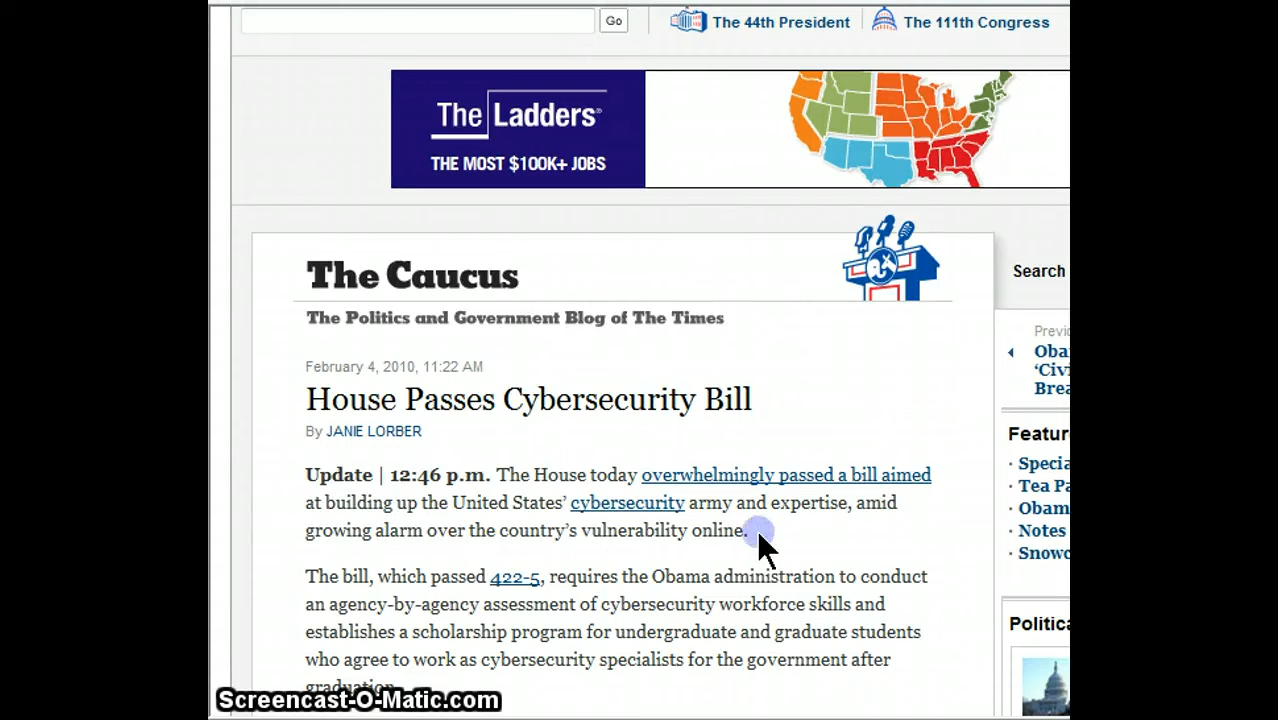 Go
The 44th President
The 111th Congress
The Ladders®
THE MOST $100K+ JOBS
The Caucus
The Politics and Government Blog of The Times
Search
February 4, 2010, 11:22 AM
House Passes Cybersecurity Bill
By JANIE LORBER
Update | 12:46 p.m. The House today overwhelmingly passed a bill aimed
at building up the United States’ cybersecurity army and expertise, amid
growing alarm over the country’s vulnerability online.
The bill, which passed 422-5, requires the Obama administration to conduct
an agency-by-agency assessment of cybersecurity workforce skills and
establishes a scholarship program for undergraduate and graduate students
who agree to work as cybersecurity specialists for the government after
graduation.
Previ
Oba
‘Civi
Brea
Featur
· Specia
· Tea Pa
· Obam
· Notes
· Snowc
Politica
Screencast-O-Matic.com